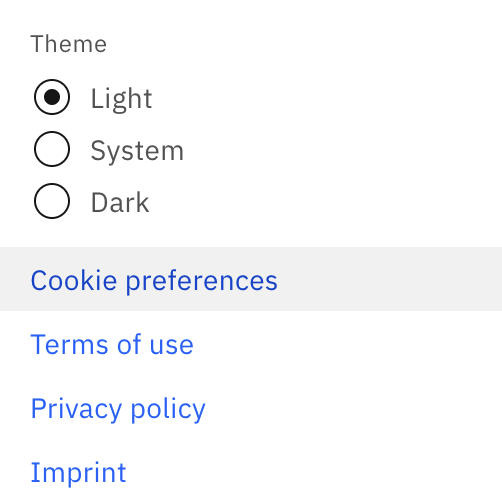 Theme
Light
System
Dark
Cookie preferences
Terms of use
Privacy policy
Imprint